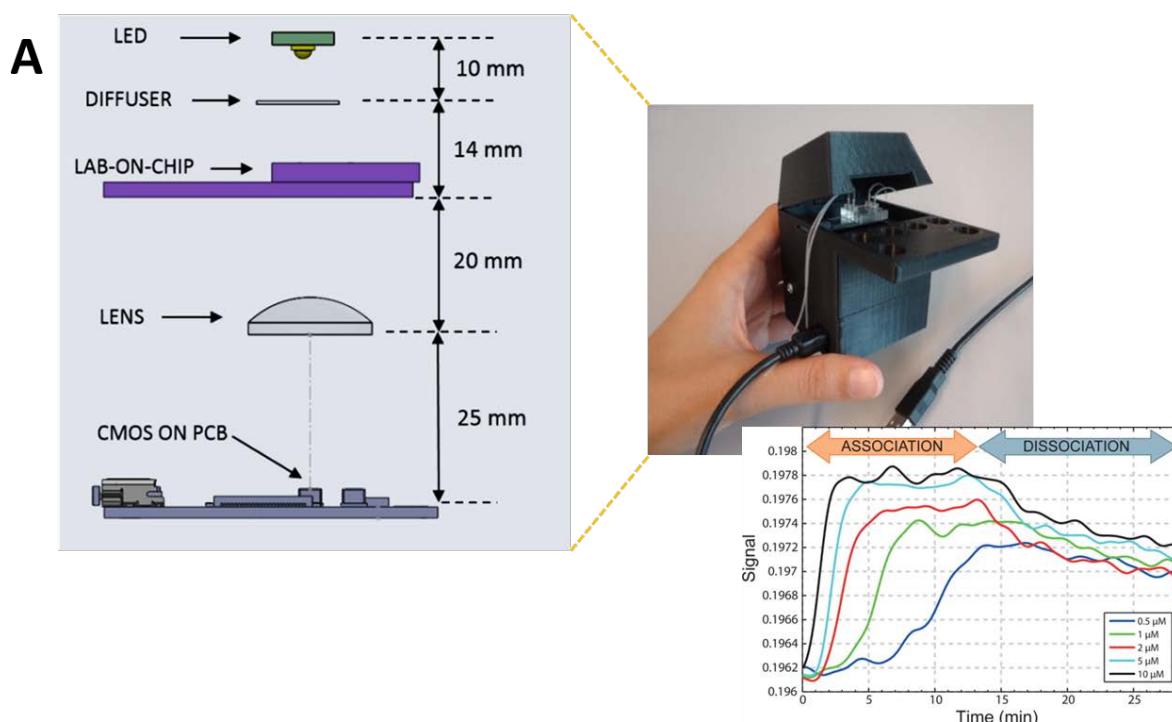 A
LED
10 mm
DIFFUSER
14 mm
LAB-ON-CHIP
20 mm
LENS
25 mm
CMOS ON PCB
ASSOCIATION
DISSOCIATION
0.198
0.1978
0.1976
0.1974
0.1972
0.197
0.1968
0.1966
0.1964
0.1962
0.196
Signal
0.5 µM
1 µM
2 µM
5 µM
10 µM
0 5 10 15 20 25
Time (min)